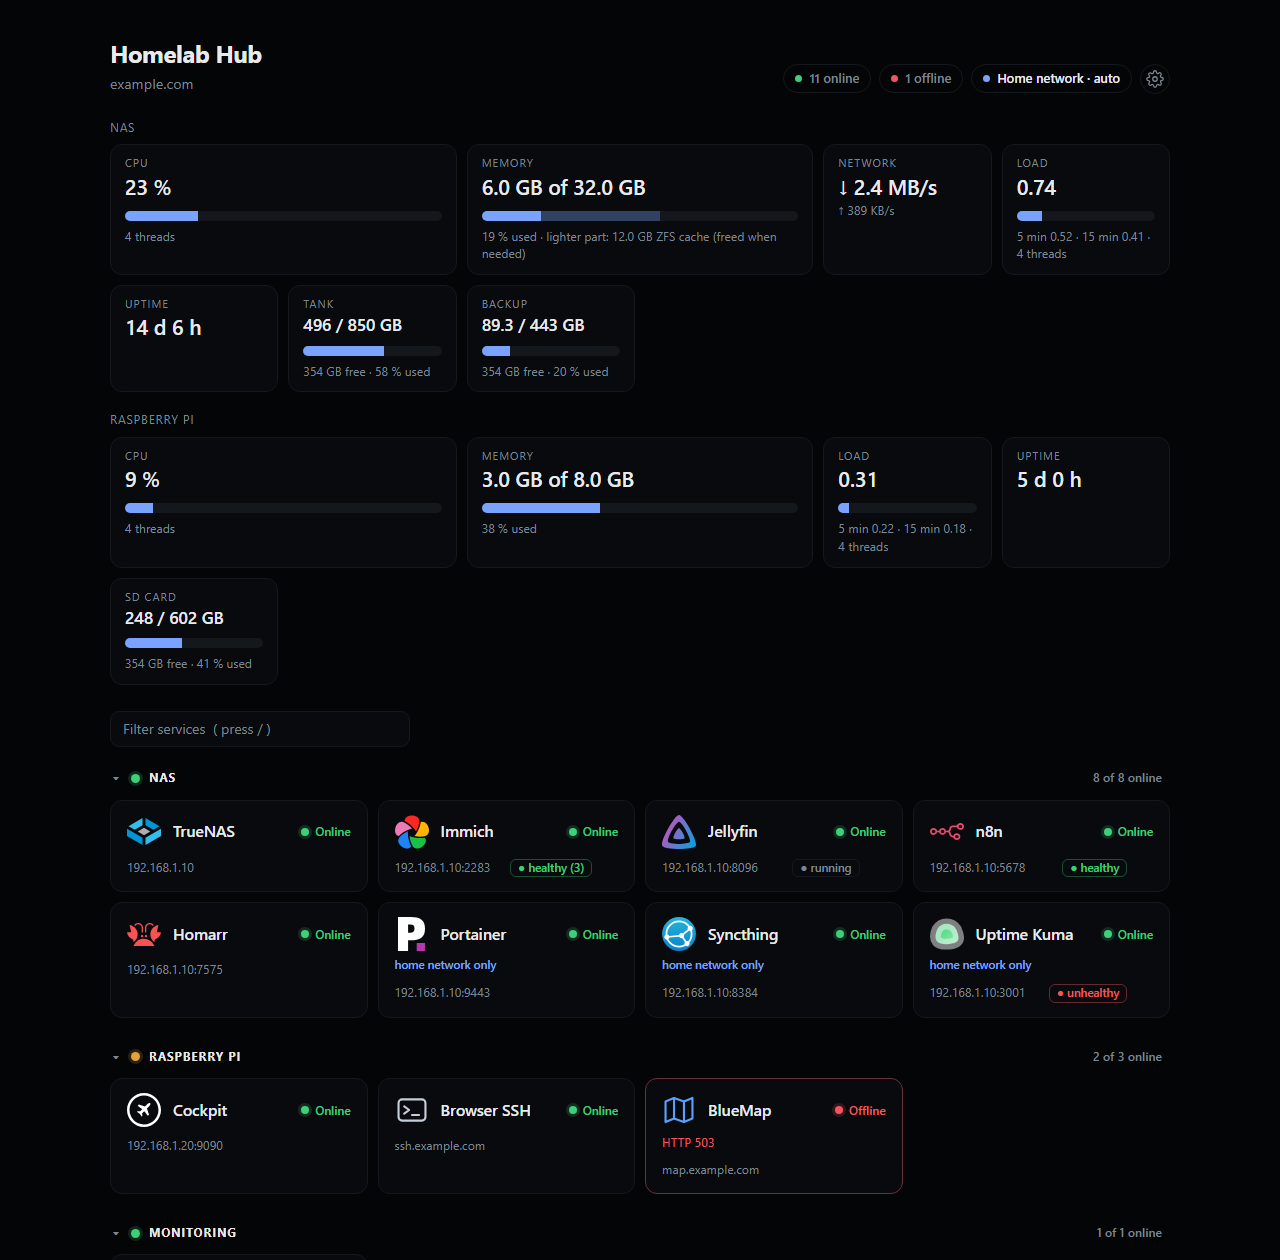 Homelab Hub
example.com
11 online
1 offline
Home network · auto
NAS
CPU
23 %
4 threads
MEMORY
6.0 GB of 32.0 GB
19 % used · lighter part: 12.0 GB ZFS cache (freed when
needed)
NETWORK
↓ 2.4 MB/s
↑ 389 KB/s
LOAD
0.74
5 min 0.52 · 15 min 0.41 ·
4 threads
UPTIME
14 d 6 h
TANK
496 / 850 GB
354 GB free · 58 % used
BACKUP
89.3 / 443 GB
354 GB free · 20 % used
RASPBERRY PI
CPU
9 %
4 threads
MEMORY
3.0 GB of 8.0 GB
38 % used
LOAD
0.31
5 min 0.22 · 15 min 0.18 ·
4 threads
UPTIME
5 d 0 h
SD CARD
248 / 602 GB
354 GB free · 41 % used
Filter services ( press / )
NAS
8 of 8 online
TrueNAS
Online
192.168.1.10
Immich
Online
192.168.1.10:2283
healthy (3)
Jellyfin
Online
192.168.1.10:8096
running
n8n
Online
192.168.1.10:5678
healthy
Homarr
Online
192.168.1.10:7575
Portainer
Online
home network only
192.168.1.10:9443
Syncthing
Online
home network only
192.168.1.10:8384
Uptime Kuma
Online
home network only
192.168.1.10:3001
unhealthy
RASPBERRY PI
2 of 3 online
Cockpit
Online
192.168.1.20:9090
Browser SSH
Online
ssh.example.com
BlueMap
Offline
HTTP 503
map.example.com
MONITORING
1 of 1 online